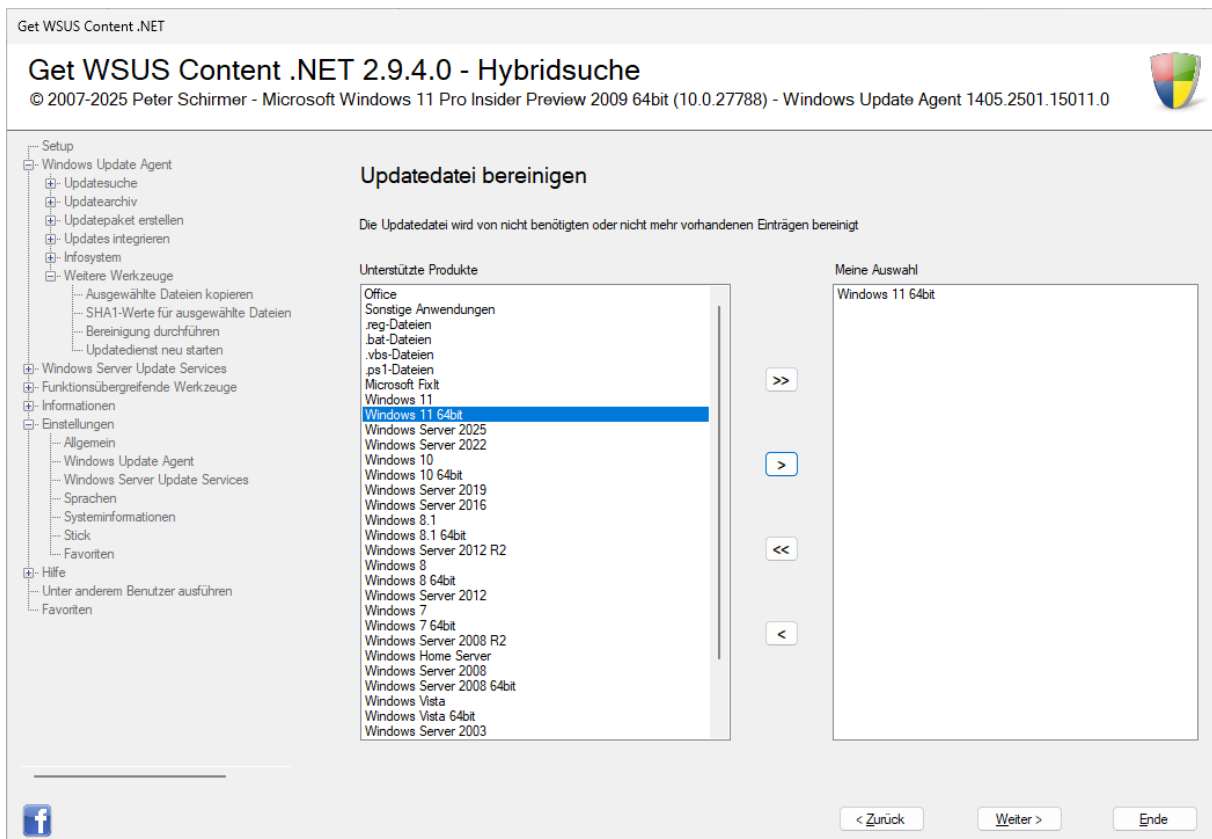 Get WSUS Content .NET
Get WSUS Content .NET 2.9.4.0 - Hybridsuche
© 2007-2025 Peter Schirmer - Microsoft Windows 11 Pro Insider Preview 2009 64bit (10.0.27788) - Windows Update Agent 1405.2501.15011.0
Setup
Windows Update Agent
Updatesuche
Updatearchiv
Updatepaket erstellen
Updates integrieren
Infosystem
Weitere Werkzeuge
Ausgewählte Dateien kopieren
SHA1-Werte für ausgewählte Dateien
Bereinigung durchführen
Updatedienst neu starten
Windows Server Update Services
Funktionsübergreifende Werkzeuge
Informationen
Einstellungen
Allgemein
Windows Update Agent
Windows Server Update Services
Sprachen
Systeminformationen
Stick
Favoriten
Hilfe
Unter anderem Benutzer ausführen
Favoriten
Updatedatei bereinigen
Die Updatedatei wird von nicht benötigten oder nicht mehr vorhandenen Einträgen bereinigt
Unterstützte Produkte
Office
Sonstige Anwendungen
.reg-Dateien
.bat-Dateien
.vbs-Dateien
.ps1-Dateien
Microsoft FixIt
Windows 11
Windows 11 64bit
Windows Server 2025
Windows Server 2022
Windows 10
Windows 10 64bit
Windows Server 2019
Windows Server 2016
Windows 8.1
Windows 8.1 64bit
Windows Server 2012 R2
Windows 8
Windows 8 64bit
Windows Server 2012
Windows 7
Windows 7 64bit
Windows Server 2008 R2
Windows Home Server
Windows Server 2008
Windows Server 2008 64bit
Windows Vista
Windows Vista 64bit
Windows Server 2003
>>
>
<<
<
Meine Auswahl
Windows 11 64bit
f
< Zurück
Weiter >
Ende